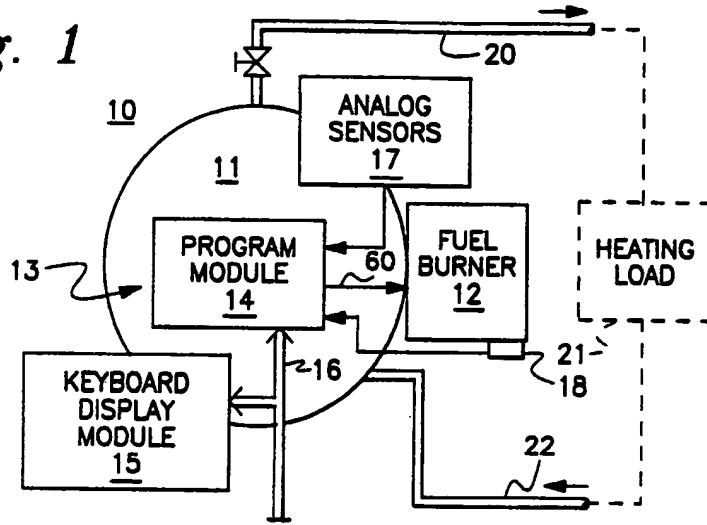 g. 1
10
20
ANALOG
SENSORS
17
11
PROGRAM
MODULE
14
60
FUEL
BURNER
12
HEATING
LOAD
13
16
21
18
KEYBOARD
DISPLAY
MODULE
15
22